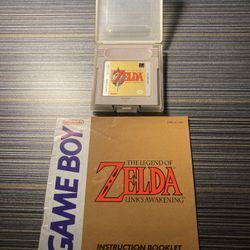 ZELDA
Nintendo
GAME BOY
THE LEGEND OF
ZELDA
LINK'S AWAKENING
INSTRUCTION BOOKLET